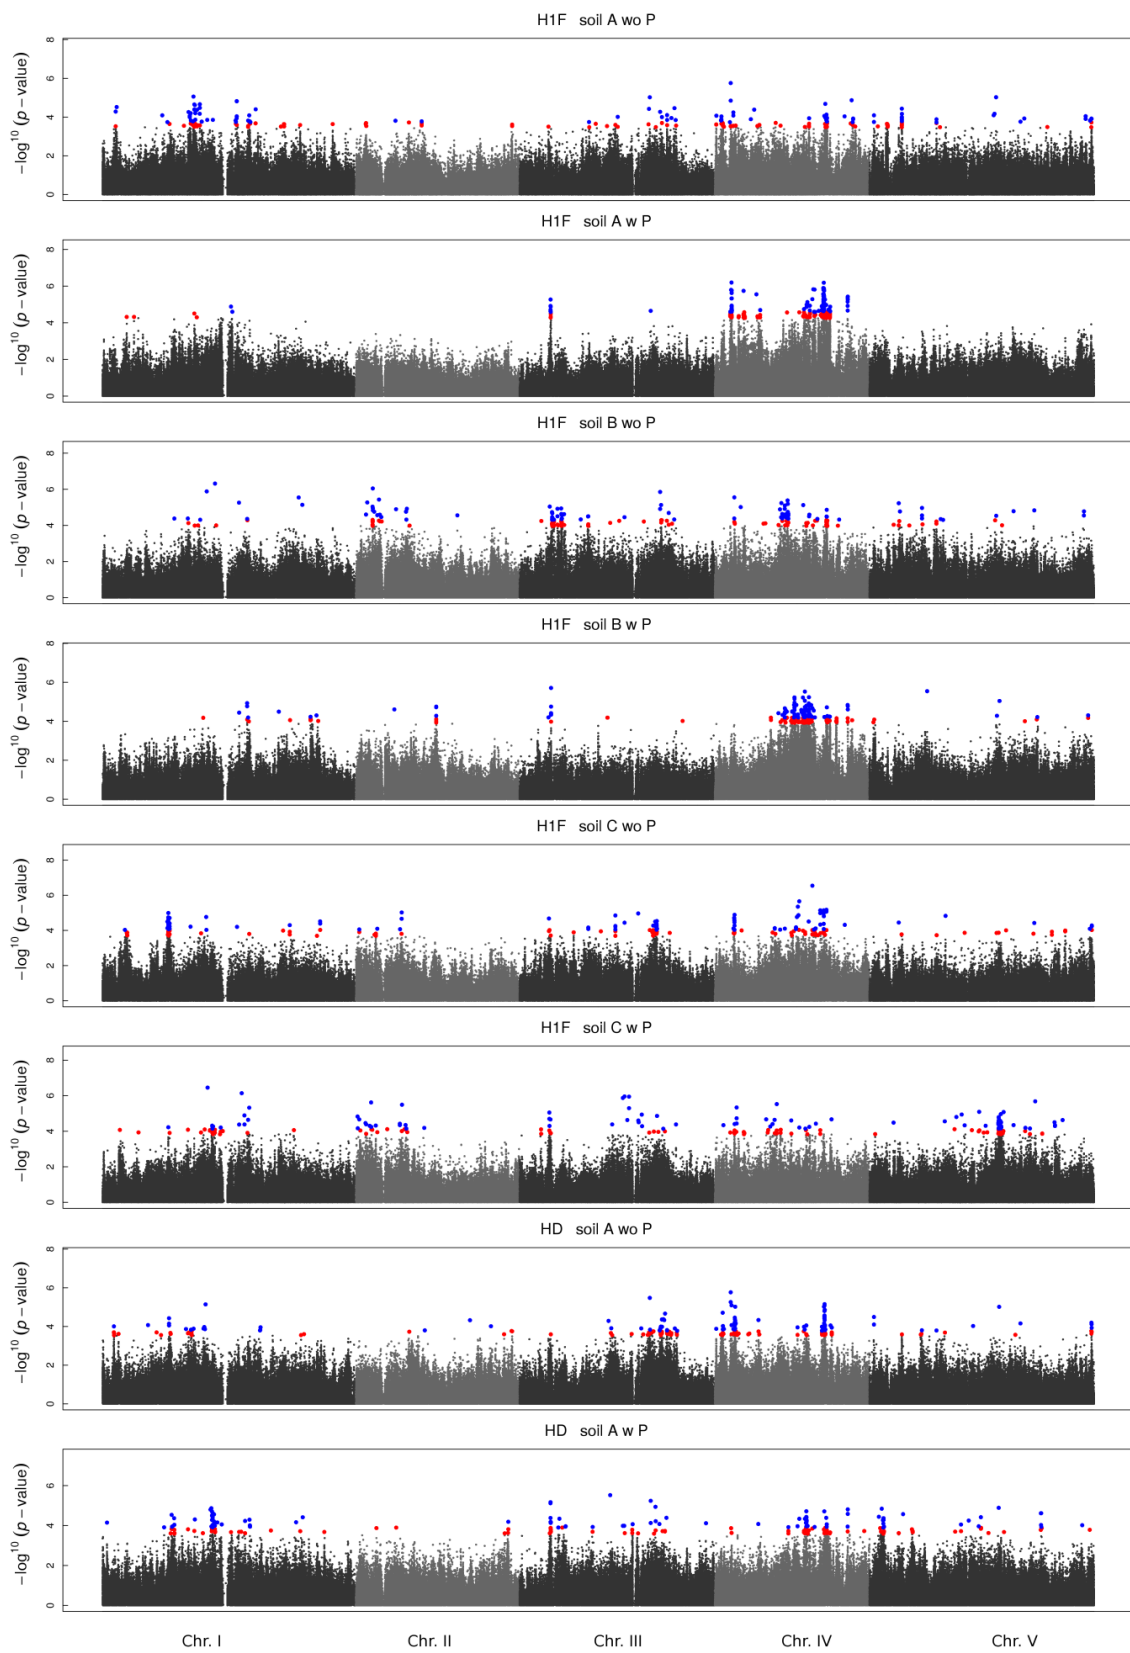 H1F soil A wo P
−log¹⁰ (p − value)
0 2 4 6 8
H1F soil A w P
−log¹⁰ (p − value)
0 2 4 6 8
H1F soil B wo P
−log¹⁰ (p − value)
0 2 4 6 8
H1F soil B w P
−log¹⁰ (p − value)
0 2 4 6 8
H1F soil C wo P
−log¹⁰ (p − value)
0 2 4 6 8
H1F soil C w P
−log¹⁰ (p − value)
0 2 4 6 8
HD soil A wo P
−log¹⁰ (p − value)
0 2 4 6 8
HD soil A w P
−log¹⁰ (p − value)
0 2 4 6
Chr. I Chr. II Chr. III Chr. IV Chr. V